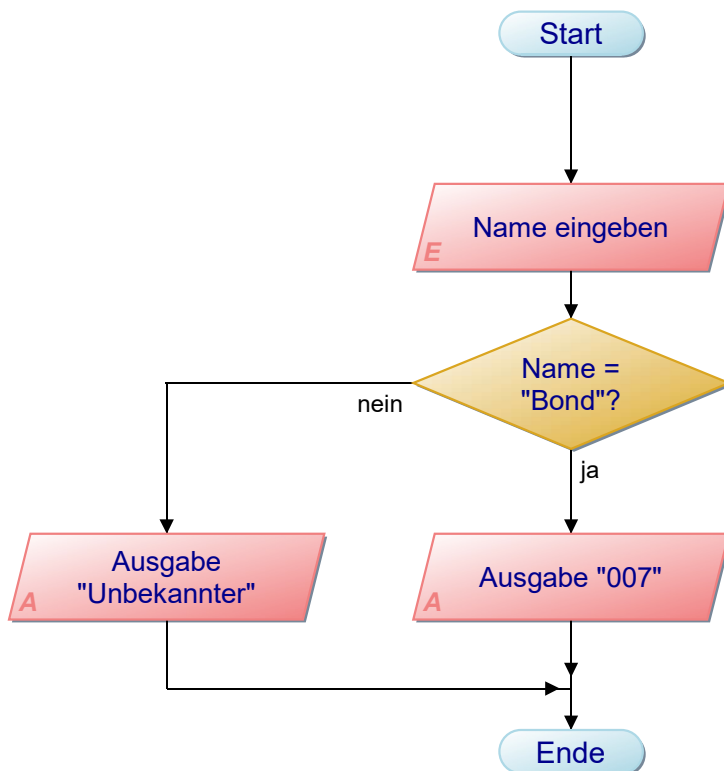 Start
Name eingeben
E
Name =
"Bond"?
nein
ja
Ausgabe
"Unbekannter"
A
Ausgabe "007"
A
Ende